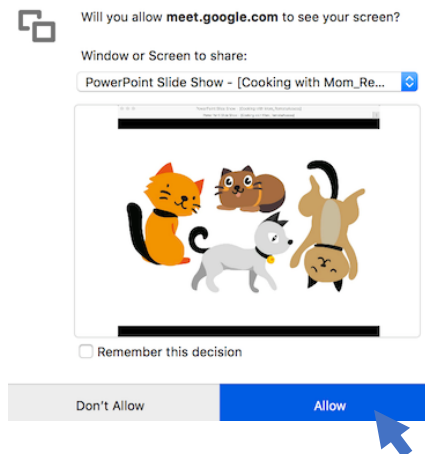 Will you allow meet.google.com to see your screen?
Window or Screen to share:
PowerPoint Slide Show - [Cooking with Mom_Re...
Remember this decision
Don't Allow
Allow